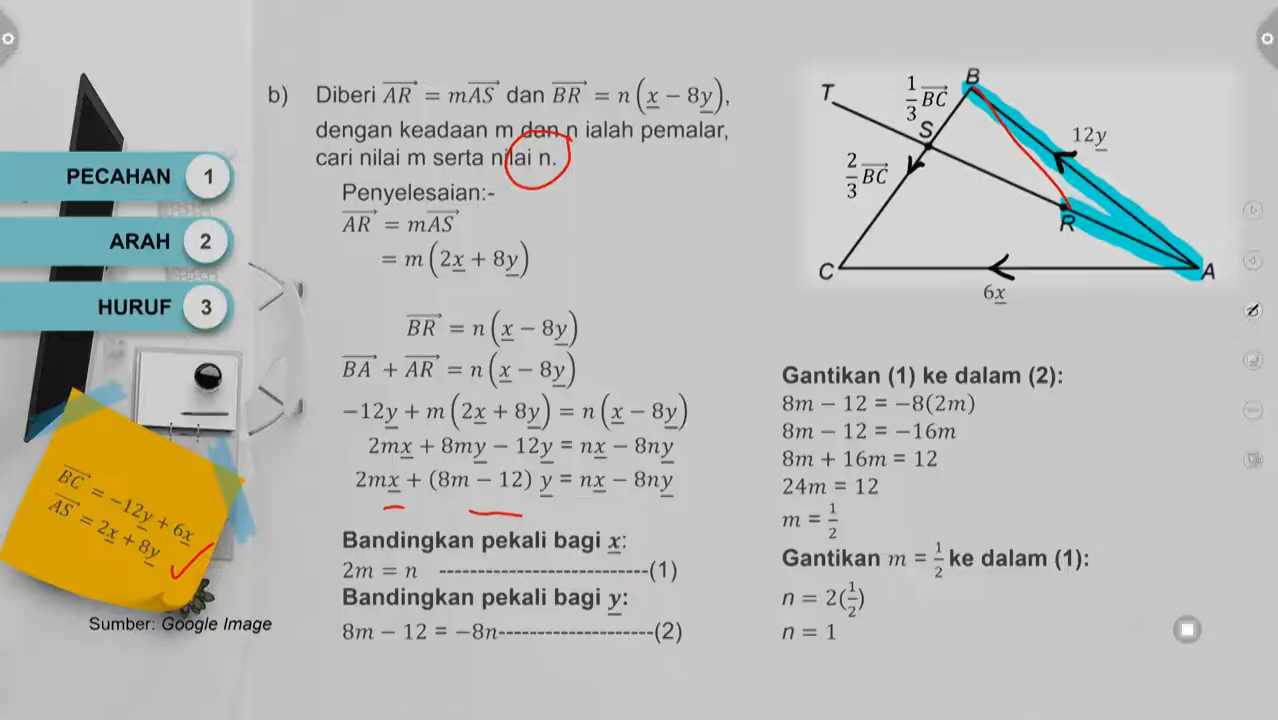 PECAHAN 1
ARAH 2
HURUF 3
BC = −12y + 6x
AS = 2x + 8y
Sumber: Google Image
b) Diberi AR = mAS dan BR = n(x − 8y),
dengan keadaan m dan n ialah pemalar,
cari nilai m serta nilai n.
Penyelesaian:-
AR = mAS
= m(2x + 8y)
BR = n(x − 8y)
BA + AR = n(x − 8y)
−12y + m(2x + 8y) = n(x − 8y)
2mx + 8my − 12y = nx − 8ny
2mx + (8m − 12) y = nx − 8ny
Bandingkan pekali bagi x:
2m = n ---------------------------(1)
Bandingkan pekali bagi y:
8m − 12 = −8n--------------------(2)
B
T
1/3 BC
S
12y
2/3 BC
R
C
A
6x
Gantikan (1) ke dalam (2):
8m − 12 = −8(2m)
8m − 12 = −16m
8m + 16m = 12
24m = 12
m = 1/2
Gantikan m = 1/2 ke dalam (1):
n = 2(1/2)
n = 1